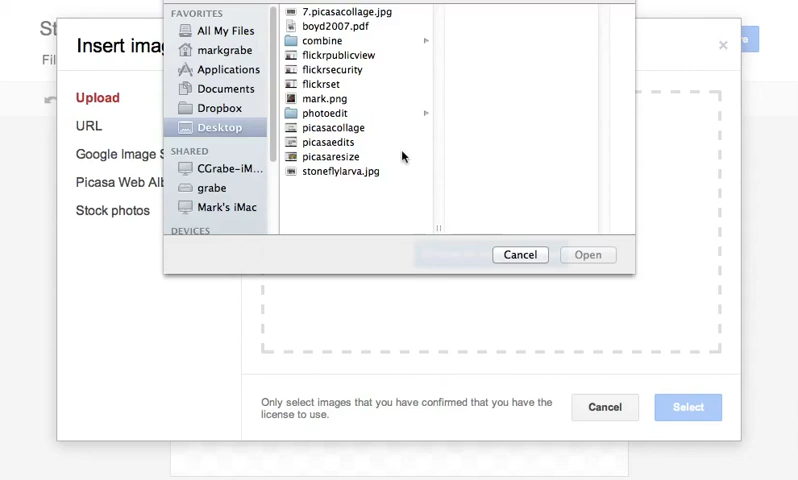 St
Fil
Insert imag
×
Upload
URL
Google Image S
Picasa Web Alb
Stock photos
FAVORITES
All My Files
markgrabe
Applications
Documents
Dropbox
Desktop
SHARED
CGrabe-iM...
grabe
Mark's iMac
DEVICES
7.picasacollage.jpg
boyd2007.pdf
combine
flickrpublicview
flickrsecurity
flickrset
mark.png
photoedit
picasacollage
picasaedits
picasaresize
stoneflylarva.jpg
Cancel
Open
Only select images that you have confirmed that you have the
license to use.
Cancel
Select